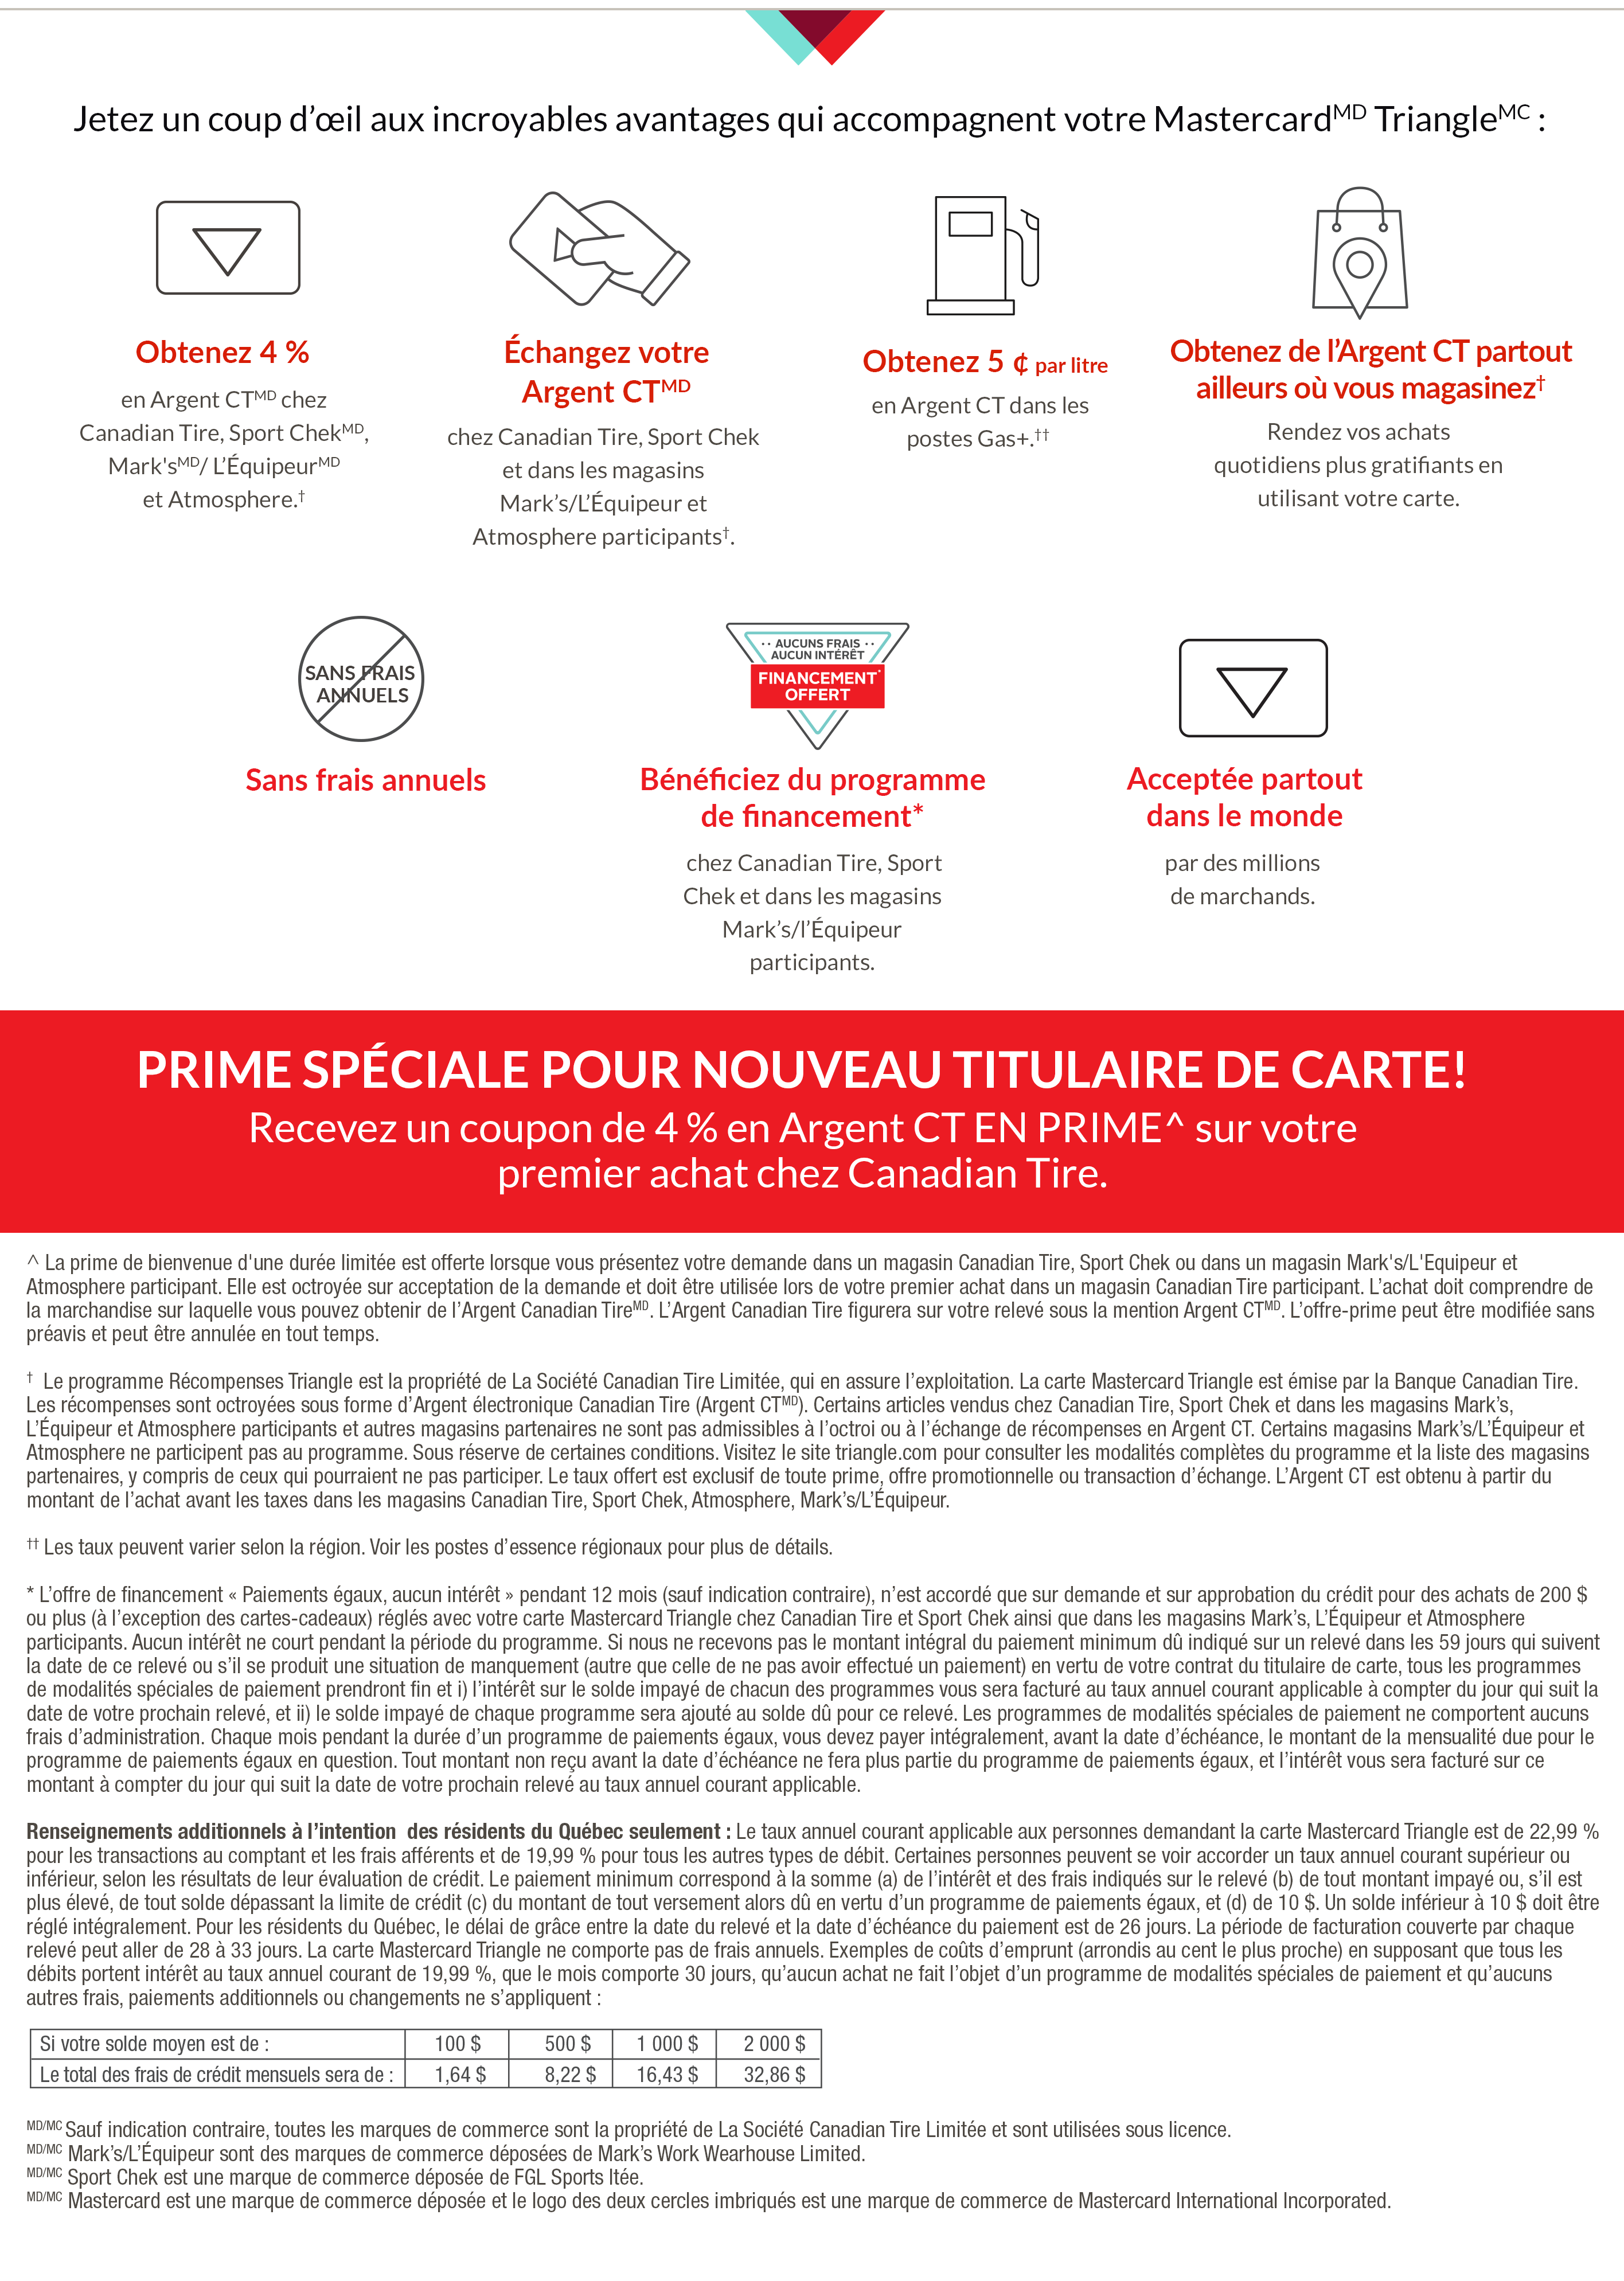 Jetez un coup d’œil aux incroyables avantages qui accompagnent votre Mastercard^MD Triangle^MC :
Obtenez 4 %
en Argent CT^MD chez
Canadian Tire, Sport Chek^MD,
Mark's^MD/ L’Équipeur^MD
et Atmosphere.†
Échangez votre
Argent CT^MD
chez Canadian Tire, Sport Chek
et dans les magasins
Mark’s/L’Équipeur et
Atmosphere participants†.
Obtenez 5 ¢ par litre
en Argent CT dans les
postes Gas+.††
Obtenez de l’Argent CT partout
ailleurs où vous magasinez†
Rendez vos achats
quotidiens plus gratifiants en
utilisant votre carte.
SANS FRAIS
ANNUELS
Sans frais annuels
·· AUCUNS FRAIS ··
AUCUN INTÉRÊT
FINANCEMENT*
OFFERT
Bénéficiez du programme
de financement*
chez Canadian Tire, Sport
Chek et dans les magasins
Mark’s/l’Équipeur
participants.
Acceptée partout
dans le monde
par des millions
de marchands.
PRIME SPÉCIALE POUR NOUVEAU TITULAIRE DE CARTE!
Recevez un coupon de 4 % en Argent CT EN PRIME^ sur votre
premier achat chez Canadian Tire.
^ La prime de bienvenue d'une durée limitée est offerte lorsque vous présentez votre demande dans un magasin Canadian Tire, Sport Chek ou dans un magasin Mark's/L'Equipeur et
Atmosphere participant. Elle est octroyée sur acceptation de la demande et doit être utilisée lors de votre premier achat dans un magasin Canadian Tire participant. L’achat doit comprendre de
la marchandise sur laquelle vous pouvez obtenir de l’Argent Canadian Tire^MD. L’Argent Canadian Tire figurera sur votre relevé sous la mention Argent CT^MD. L’offre-prime peut être modifiée sans
préavis et peut être annulée en tout temps.
† Le programme Récompenses Triangle est la propriété de La Société Canadian Tire Limitée, qui en assure l’exploitation. La carte Mastercard Triangle est émise par la Banque Canadian Tire.
Les récompenses sont octroyées sous forme d’Argent électronique Canadian Tire (Argent CT^MD). Certains articles vendus chez Canadian Tire, Sport Chek et dans les magasins Mark’s,
L’Équipeur et Atmosphere participants et autres magasins partenaires ne sont pas admissibles à l’octroi ou à l’échange de récompenses en Argent CT. Certains magasins Mark’s/L’Équipeur et
Atmosphere ne participent pas au programme. Sous réserve de certaines conditions. Visitez le site triangle.com pour consulter les modalités complètes du programme et la liste des magasins
partenaires, y compris de ceux qui pourraient ne pas participer. Le taux offert est exclusif de toute prime, offre promotionnelle ou transaction d’échange. L’Argent CT est obtenu à partir du
montant de l’achat avant les taxes dans les magasins Canadian Tire, Sport Chek, Atmosphere, Mark’s/L’Équipeur.
†† Les taux peuvent varier selon la région. Voir les postes d’essence régionaux pour plus de détails.
* L’offre de financement « Paiements égaux, aucun intérêt » pendant 12 mois (sauf indication contraire), n’est accordé que sur demande et sur approbation du crédit pour des achats de 200 $
ou plus (à l’exception des cartes-cadeaux) réglés avec votre carte Mastercard Triangle chez Canadian Tire et Sport Chek ainsi que dans les magasins Mark’s, L’Équipeur et Atmosphere
participants. Aucun intérêt ne court pendant la période du programme. Si nous ne recevons pas le montant intégral du paiement minimum dû indiqué sur un relevé dans les 59 jours qui suivent
la date de ce relevé ou s’il se produit une situation de manquement (autre que celle de ne pas avoir effectué un paiement) en vertu de votre contrat du titulaire de carte, tous les programmes
de modalités spéciales de paiement prendront fin et i) l’intérêt sur le solde impayé de chacun des programmes vous sera facturé au taux annuel courant applicable à compter du jour qui suit la
date de votre prochain relevé, et ii) le solde impayé de chaque programme sera ajouté au solde dû pour ce relevé. Les programmes de modalités spéciales de paiement ne comportent aucuns
frais d’administration. Chaque mois pendant la durée d’un programme de paiements égaux, vous devez payer intégralement, avant la date d’échéance, le montant de la mensualité due pour le
programme de paiements égaux en question. Tout montant non reçu avant la date d’échéance ne fera plus partie du programme de paiements égaux, et l’intérêt vous sera facturé sur ce
montant à compter du jour qui suit la date de votre prochain relevé au taux annuel courant applicable.
Renseignements additionnels à l’intention des résidents du Québec seulement : Le taux annuel courant applicable aux personnes demandant la carte Mastercard Triangle est de 22,99 %
pour les transactions au comptant et les frais afférents et de 19,99 % pour tous les autres types de débit. Certaines personnes peuvent se voir accorder un taux annuel courant supérieur ou
inférieur, selon les résultats de leur évaluation de crédit. Le paiement minimum correspond à la somme (a) de l’intérêt et des frais indiqués sur le relevé (b) de tout montant impayé ou, s’il est
plus élevé, de tout solde dépassant la limite de crédit (c) du montant de tout versement alors dû en vertu d’un programme de paiements égaux, et (d) de 10 $. Un solde inférieur à 10 $ doit être
réglé intégralement. Pour les résidents du Québec, le délai de grâce entre la date du relevé et la date d’échéance du paiement est de 26 jours. La période de facturation couverte par chaque
relevé peut aller de 28 à 33 jours. La carte Mastercard Triangle ne comporte pas de frais annuels. Exemples de coûts d’emprunt (arrondis au cent le plus proche) en supposant que tous les
débits portent intérêt au taux annuel courant de 19,99 %, que le mois comporte 30 jours, qu’aucun achat ne fait l’objet d’un programme de modalités spéciales de paiement et qu’aucuns
autres frais, paiements additionnels ou changements ne s’appliquent :
Si votre solde moyen est de : 100 $ 500 $ 1 000 $ 2 000 $
Le total des frais de crédit mensuels sera de : 1,64 $ 8,22 $ 16,43 $ 32,86 $
MD/MC Sauf indication contraire, toutes les marques de commerce sont la propriété de La Société Canadian Tire Limitée et sont utilisées sous licence.
MD/MC Mark’s/L’Équipeur sont des marques de commerce déposées de Mark’s Work Wearhouse Limited.
MD/MC Sport Chek est une marque de commerce déposée de FGL Sports ltée.
MD/MC Mastercard est une marque de commerce déposée et le logo des deux cercles imbriqués est une marque de commerce de Mastercard International Incorporated.